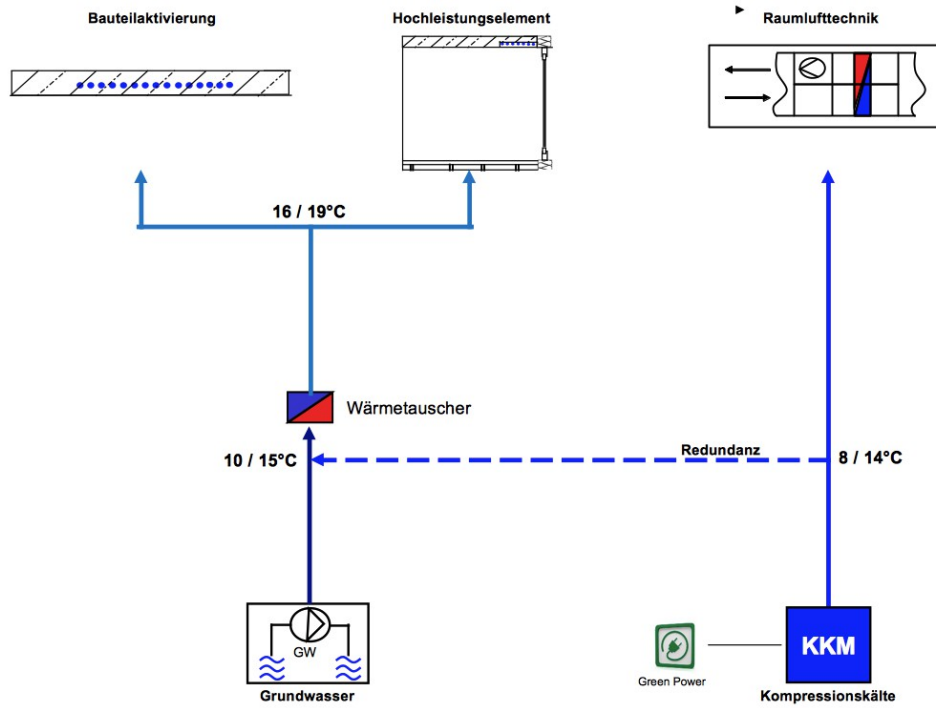 Bauteilaktivierung
Hochleistungselement
Raumlufttechnik
16 / 19°C
Wärmetauscher
10 / 15°C
Redundanz
8 / 14°C
GW
Grundwasser
Green Power
KKM
Kompressionskälte